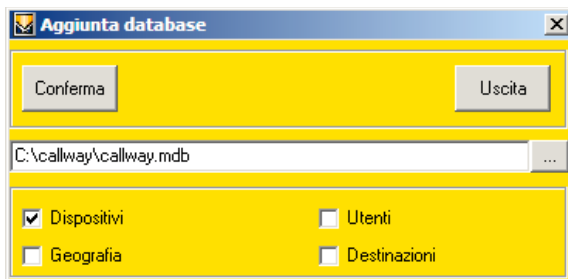 Aggiunta database
Conferma Uscita
C:\callway\callway.mdb ...
Dispositivi Utenti
Geografia Destinazioni